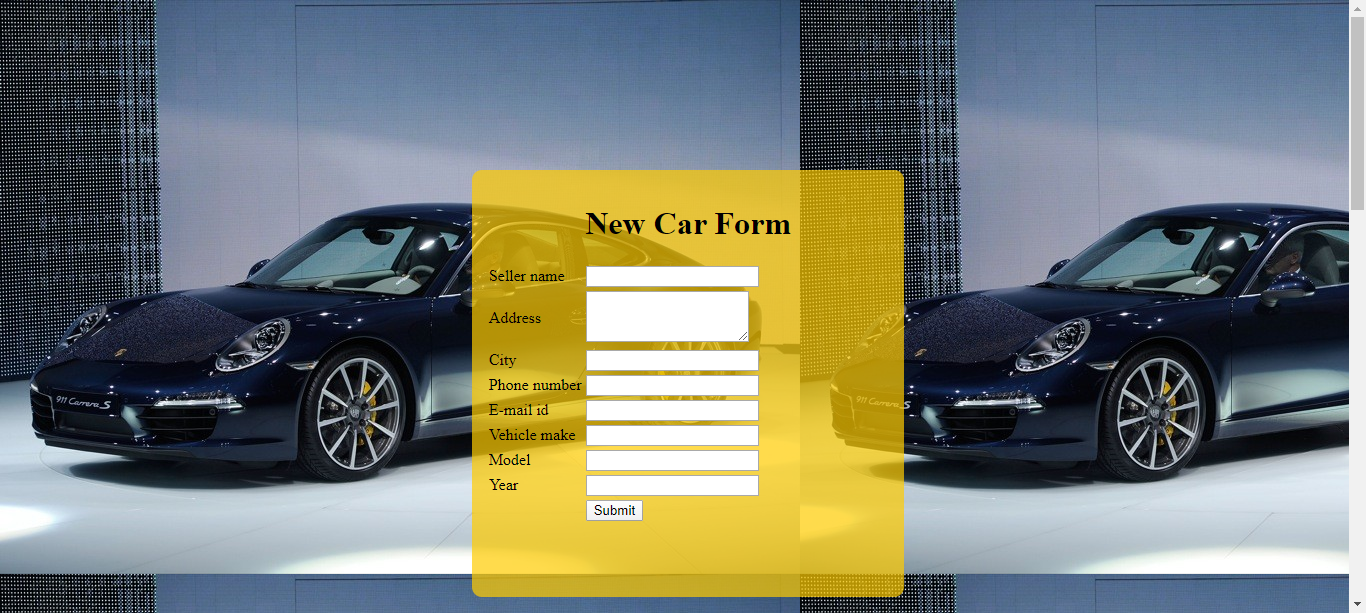 New Car Form
Seller name
Address
911 Carrera S
911 Carrera S
City
Phone number
E-mail id
Vehicle make
Model
Year
Submit